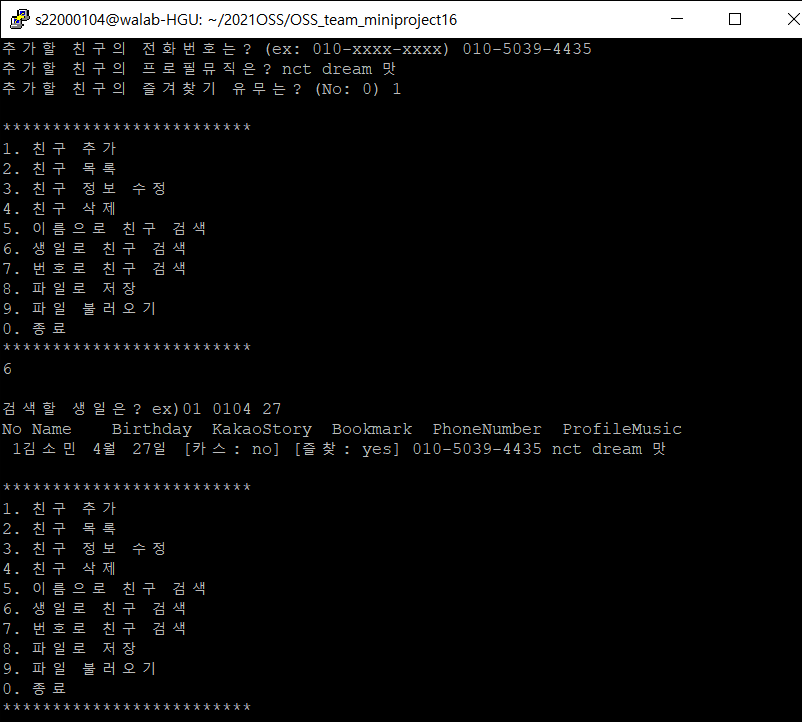 s22000104@walab-HGU: ~/2021OSS/OSS_team_miniproject16
추가할 친구의 전화번호는? (ex: 010-xxxx-xxxx) 010-5039-4435
추가할 친구의 프로필뮤직은? nct dream 맛
추가할 친구의 즐겨찾기 유무는? (No: 0) 1
*************************
1. 친구 추가
2. 친구 목록
3. 친구 정보 수정
4. 친구 삭제
5. 이름으로 친구 검색
6. 생일로 친구 검색
7. 번호로 친구 검색
8. 파일로 저장
9. 파일 불러오기
0. 종료
*************************
6
검색할 생일은? ex)01 0104 27
No Name    Birthday  KakaoStory  Bookmark  PhoneNumber  ProfileMusic
1김소민 4월 27일 [카스: no] [즐찾: yes] 010-5039-4435 nct dream 맛
*************************
1. 친구 추가
2. 친구 목록
3. 친구 정보 수정
4. 친구 삭제
5. 이름으로 친구 검색
6. 생일로 친구 검색
7. 번호로 친구 검색
8. 파일로 저장
9. 파일 불러오기
0. 종료
*************************